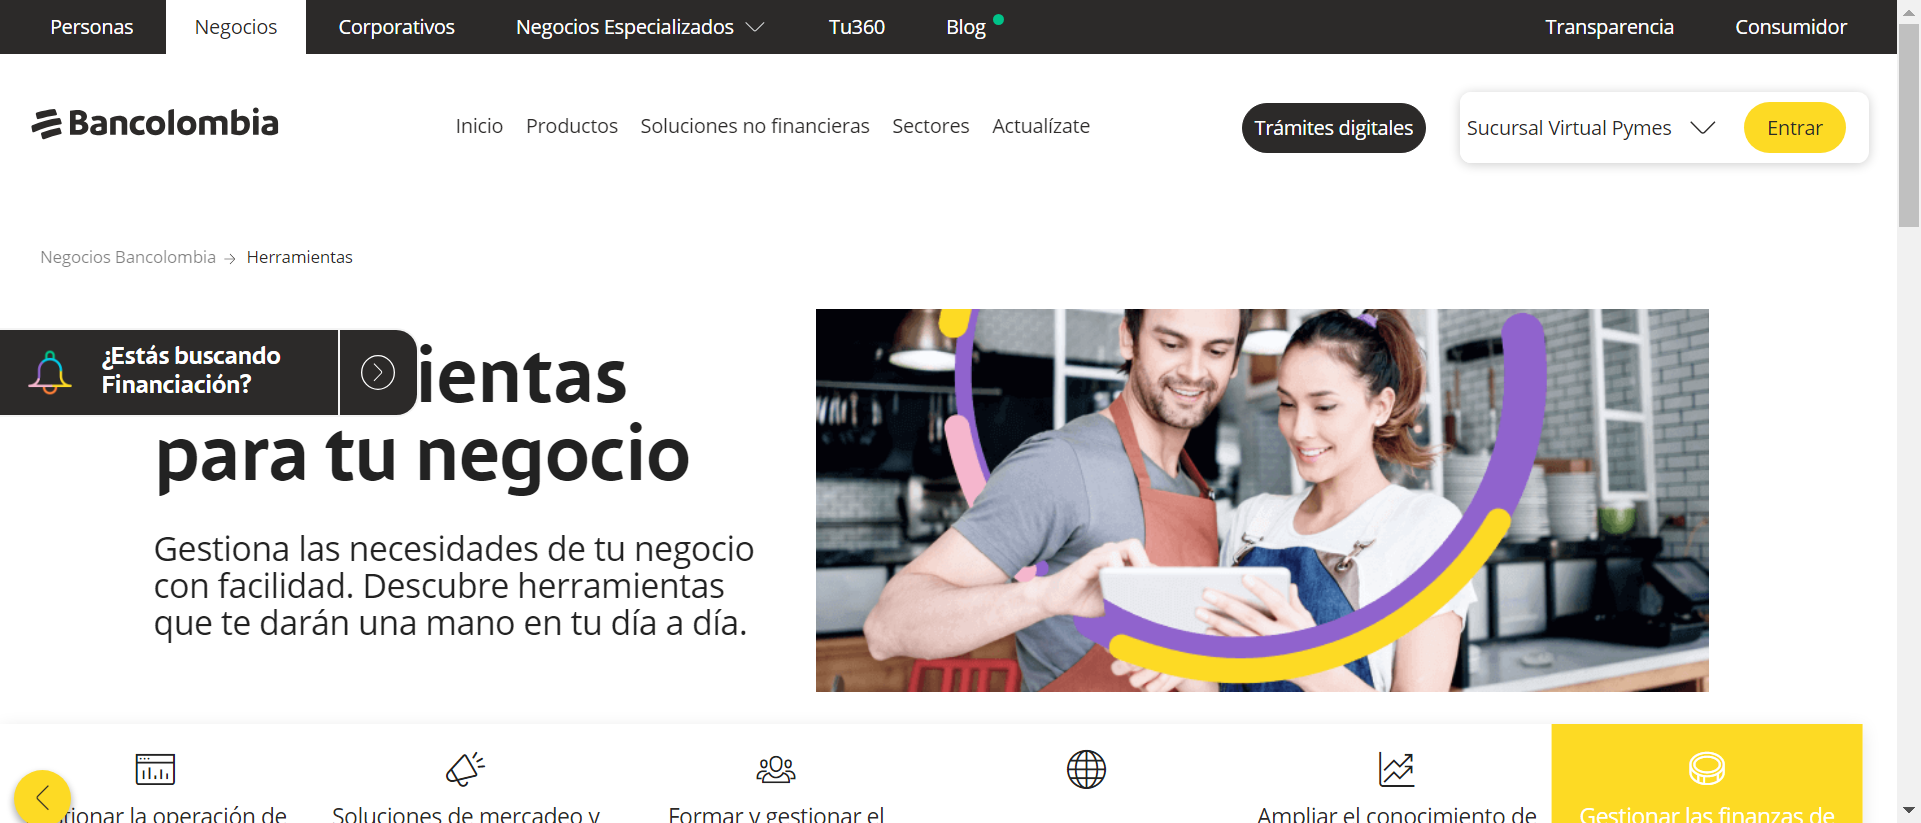 Personas Negocios Corporativos Negocios Especializados Tu360 Blog Transparencia Consumidor
Bancolombia Inicio Productos Soluciones no financieras Sectores Actualízate Trámites digitales Sucursal Virtual Pymes Entrar
Negocios Bancolombia → Herramientas
¿Estás buscando
Financiación?
ientas
para tu negocio
Gestiona las necesidades de tu negocio
con facilidad. Descubre herramientas
que te darán una mano en tu día a día.
tionar la operación de
Soluciones de mercadeo y
Formar y gestionar el
Ampliar el conocimiento de
Gestionar las finanzas de